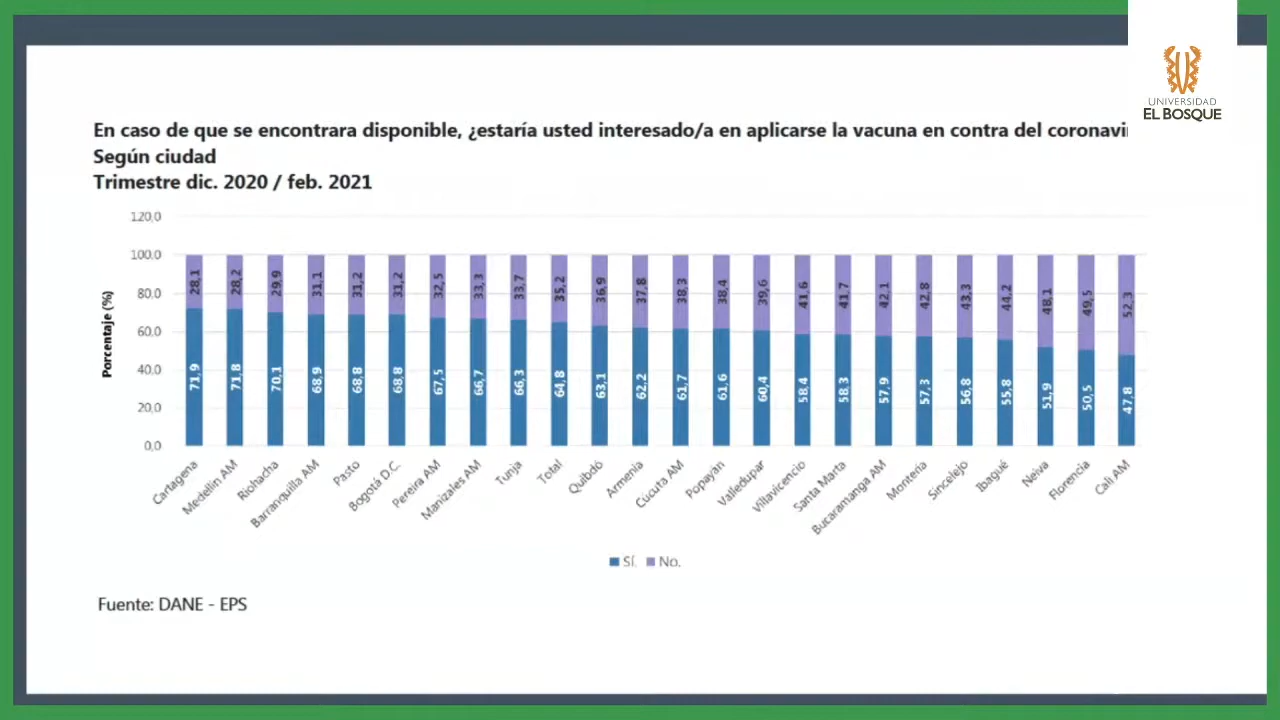 UNIVERSIDAD
EL BOSQUE
En caso de que se encontrara disponible, ¿estaría usted interesado/a en aplicarse la vacuna en contra del coronavi
Según ciudad
Trimestre dic. 2020 / feb. 2021
Porcentaje (%)
120,0
100,0
80,0
60,0
40,0
20,0
0,0
28,1 28,2 29,9 31,1 31,2 31,2 32,5 33,3 33,7 35,2 36,9 37,8 38,3 38,4 39,6 41,6 41,7 42,1 42,8 43,3 44,2 48,1 49,5 52,3
71,9 71,8 70,1 68,9 68,8 68,8 67,5 66,7 66,3 64,8 63,1 62,2 61,7 61,6 60,4 58,4 58,3 57,9 57,3 56,8 55,8 51,9 50,5 47,8
Cartagena
Medellín AM
Riohacha
Barranquilla AM
Pasto
Bogotá D.C.
Pereira AM
Manizales AM
Tunja
Total
Quibdó
Armenia
Cúcuta AM
Popayán
Valledupar
Villavicencio
Santa Marta
Bucaramanga AM
Montería
Sincelejo
Ibagué
Neiva
Florencia
Cali AM
Sí. No.
Fuente: DANE - EPS